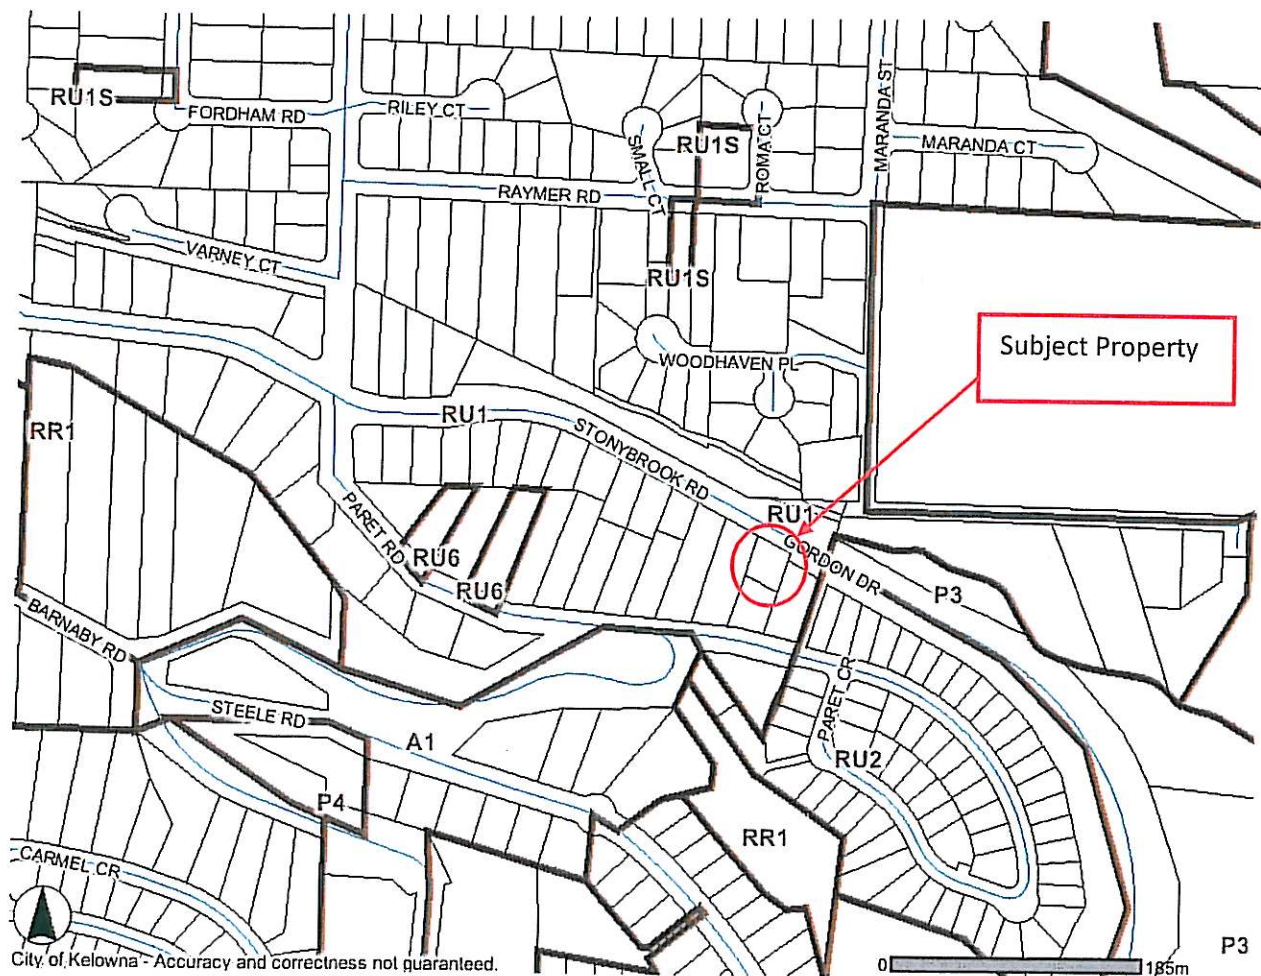 RU1S
FORDHAM RD
RILEY CT
SMALL CT
RU1S
ROMA CT
MARANDA ST
MARANDA CT
RAYMER RD
VARNEY CT
RU1S
WOODHAVEN PL
Subject Property
RR1
RU1
STONYBROOK RD
PARET RD
RU1
GORDON DR
RU6
RU6
P3
BARNABY RD
PARET CR
STEELE RD
A1
RU2
P4
RR1
CARMEL CR
P3
City of Kelowna - Accuracy and correctness not guaranteed.
0 185m